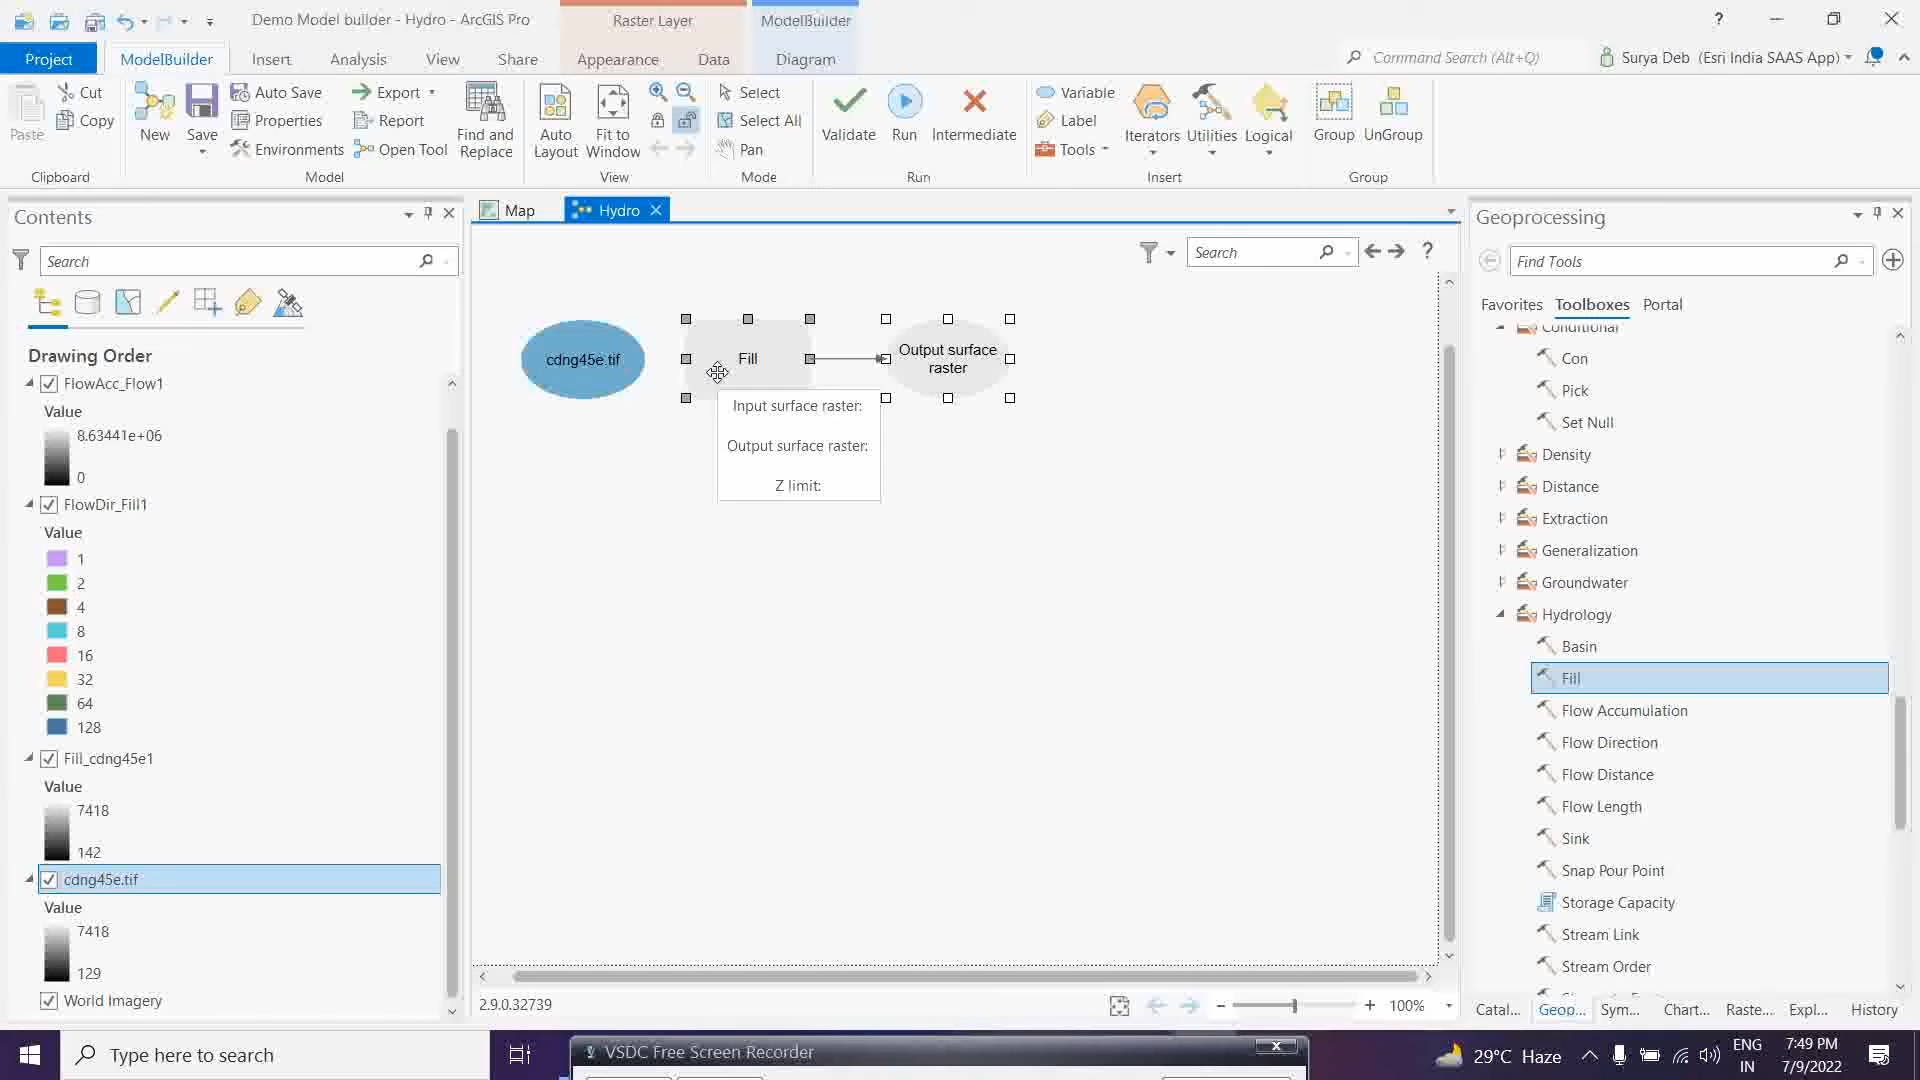 Demo Model builder - Hydro - ArcGIS Pro
Raster Layer
ModelBuilder
?
Project
ModelBuilder
Insert
Analysis
View
Share
Appearance
Data
Diagram
Command Search (Alt+Q)
Surya Deb (Esri India SAAS App)
Paste
Cut
Copy
Clipboard
New
Save
Auto Save
Properties
Environments
Export
Report
Open Tool
Find and
Replace
Model
Auto
Layout
Fit to
Window
View
Select
Select All
Pan
Mode
Validate
Run
Intermediate
Run
Variable
Label
Tools
Iterators
Utilities
Logical
Insert
Group
UnGroup
Group
Contents
Search
Drawing Order
FlowAcc_Flow1
Value
8.63441e+06
0
FlowDir_Fill1
Value
1
2
4
8
16
32
64
128
Fill_cdng45e1
Value
7418
142
cdng45e.tif
Value
7418
129
World Imagery
Map
Hydro
Search
?
cdng45e.tif
Fill
Output surface
raster
Input surface raster:
Output surface raster:
Z limit:
2.9.0.32739
100%
Geoprocessing
Find Tools
Favorites
Toolboxes
Portal
Conditional
Con
Pick
Set Null
Density
Distance
Extraction
Generalization
Groundwater
Hydrology
Basin
Fill
Flow Accumulation
Flow Direction
Flow Distance
Flow Length
Sink
Snap Pour Point
Storage Capacity
Stream Link
Stream Order
Catal...
Geop...
Sym...
Chart...
Raste...
Expl...
History
Type here to search
VSDC Free Screen Recorder
29°C Haze
ENG
IN
7:49 PM
7/9/2022